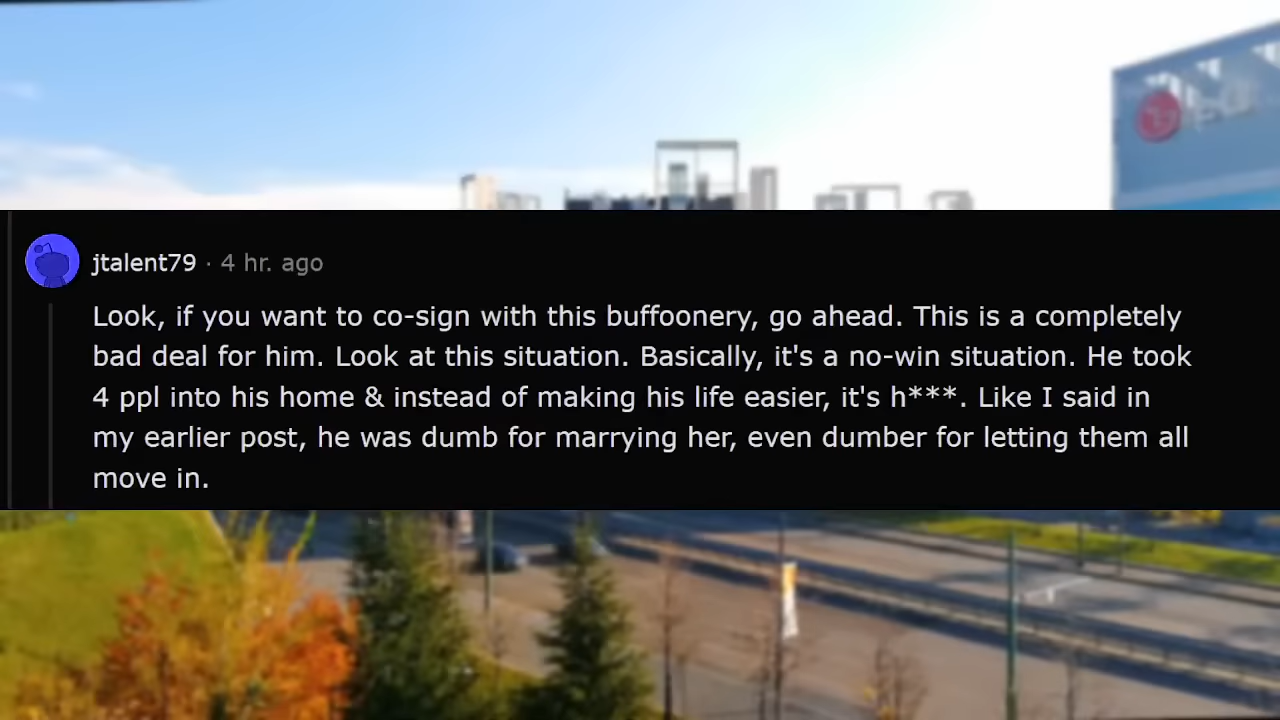 jtalent79 · 4 hr. ago
Look, if you want to co-sign with this buffoonery, go ahead. This is a completely
bad deal for him. Look at this situation. Basically, it's a no-win situation. He took
4 ppl into his home & instead of making his life easier, it's h***. Like I said in
my earlier post, he was dumb for marrying her, even dumber for letting them all
move in.